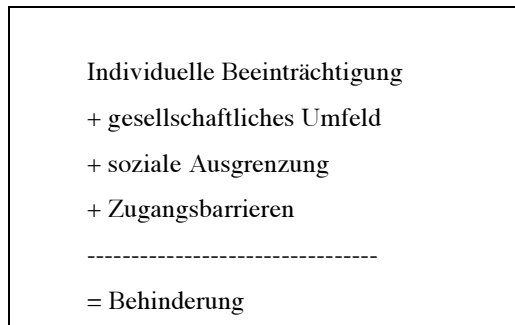 Individuelle Beeinträchtigung
+ gesellschaftliches Umfeld
+ soziale Ausgrenzung
+ Zugangsbarrieren
---------------------------------
= Behinderung